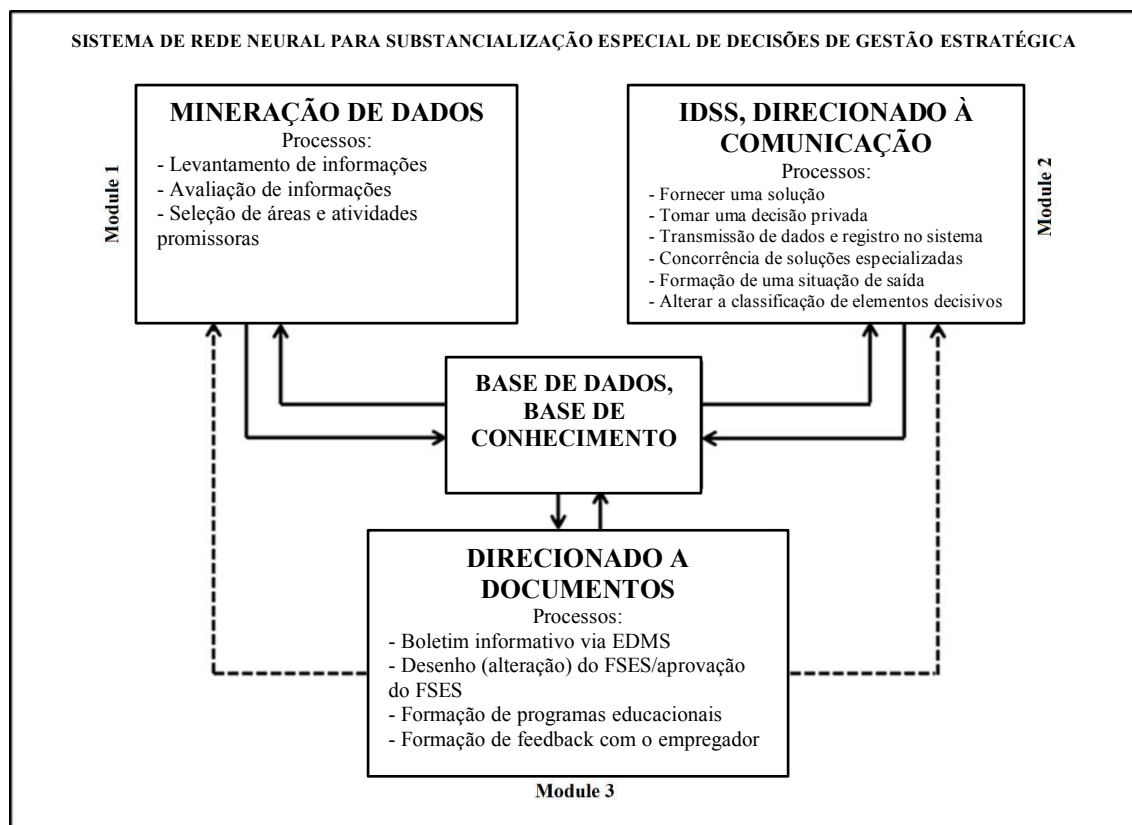 SISTEMA DE REDE NEURAL PARA SUBSTANCIALIZAÇÃO ESPECIAL DE DECISÕES DE GESTÃO ESTRATÉGICA
Module 1
MINERAÇÃO DE DADOS
Processos:
- Levantamento de informações
- Avaliação de informações
- Seleção de áreas e atividades
promissoras
IDSS, DIRECIONADO À
COMUNICAÇÃO
Processos:
- Fornecer uma solução
- Tomar uma decisão privada
- Transmissão de dados e registro no sistema
- Concorrência de soluções especializadas
- Formação de uma situação de saída
- Alterar a classificação de elementos decisivos
Module 2
BASE DE DADOS,
BASE DE
CONHECIMENTO
DIRECIONADO A
DOCUMENTOS
Processos:
- Boletim informativo via EDMS
- Desenho (alteração) do FSES/aprovação
do FSES
- Formação de programas educacionais
- Formação de feedback com o empregador
Module 3